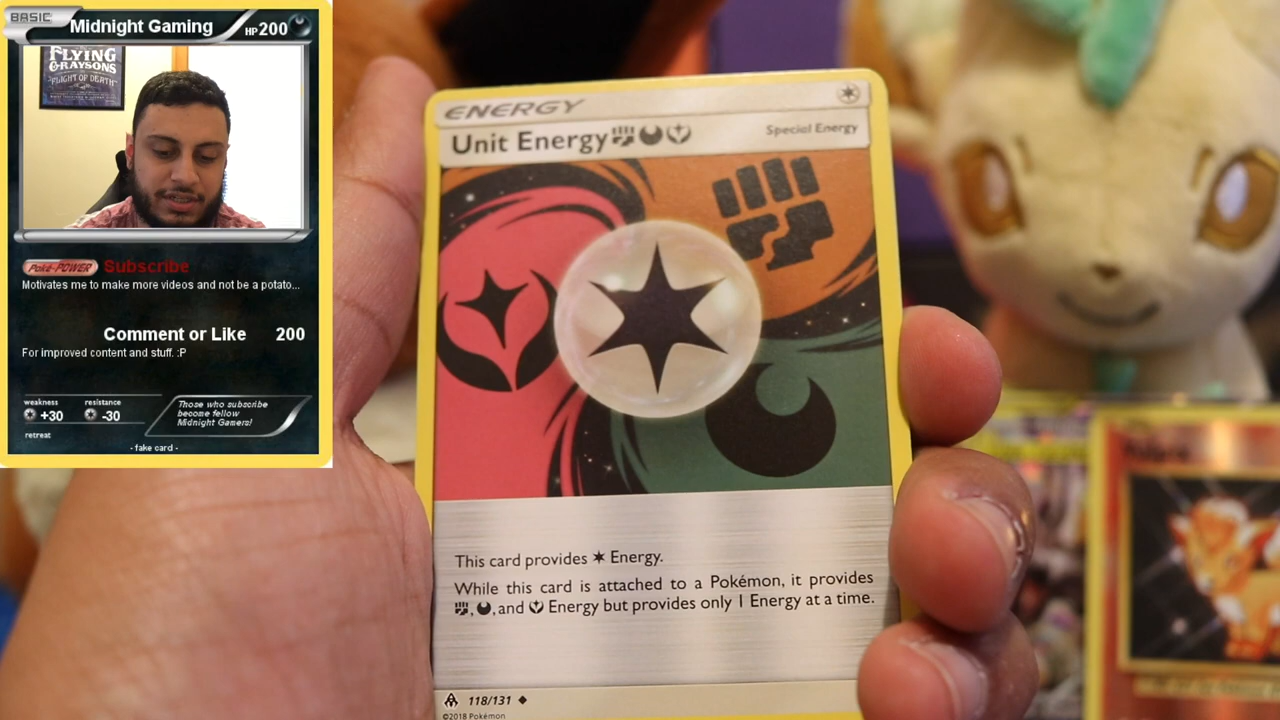 BASIC
Midnight Gaming HP200
FLYING
GRAYSONS
"FLIGHT OF DEATH"
Poké-POWER Subscribe
Motivates me to make more videos and not be a potato...
Comment or Like 200
For improved content and stuff. :P
weakness resistance
+30 -30
retreat
Those who subscribe
become fellow
Midnight Gamers!
- fake card -
ENERGY
Unit Energy Special Energy
This card provides Energy.
While this card is attached to a Pokémon, it provides
, , and Energy but provides only 1 Energy at a time.
118/131
©2018 Pokémon